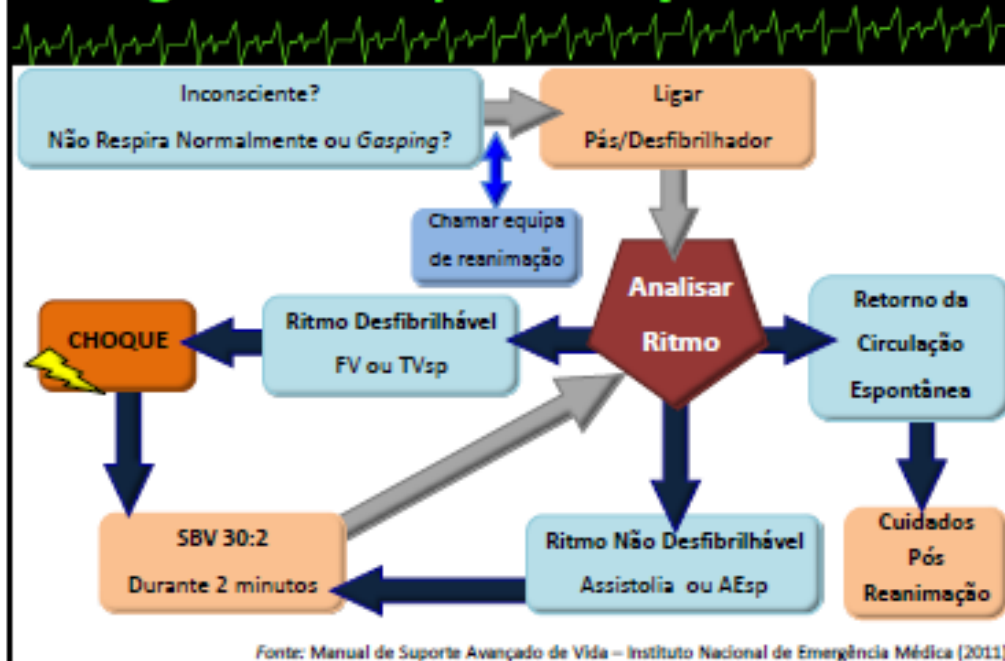 Inconsciente?
Não Respira Normalmente ou Gasping?
Ligar
Pás/Desfibrilhador
Chamar equipa
de reanimação
Analisar
Ritmo
Retorno da
Circulação
Espontânea
Ritmo Desfibrilhável
FV ou TVsp
CHOQUE
SBV 30:2
Durante 2 minutos
Ritmo Não Desfibrilhável
Assistolia ou AEsp
Cuidados
Pós
Reanimação
Fonte: Manual de Suporte Avançado de Vida – Instituto Nacional de Emergência Médica (2011)